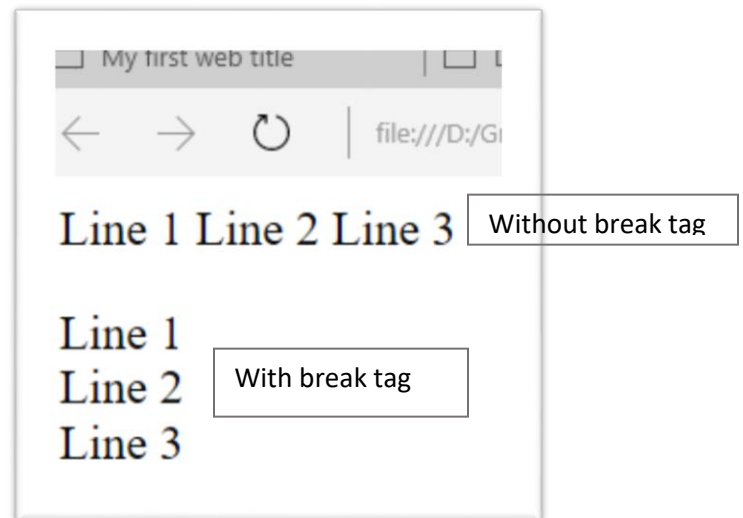 My first web title
file:///D:/Gr
Line 1 Line 2 Line 3
Without break tag
Line 1
Line 2
With break tag
Line 3